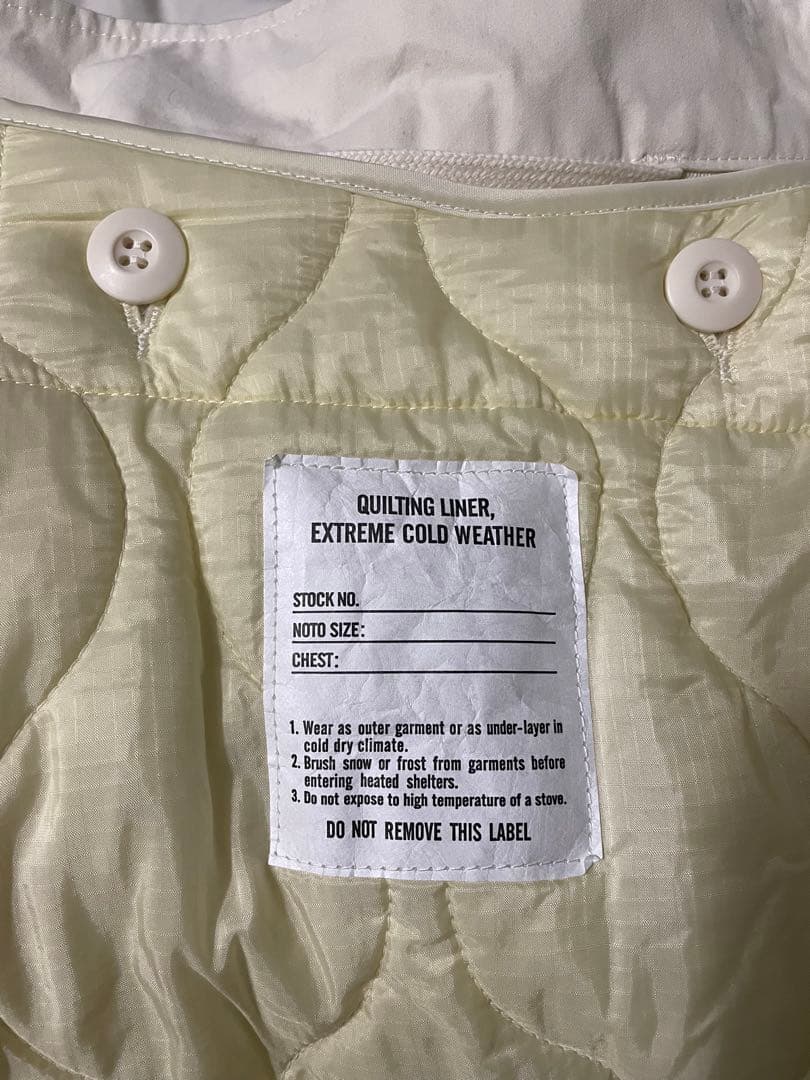 QUILTING LINER,
EXTREME COLD WEATHER
STOCK NO.
NOTO SIZE:
CHEST:
1. Wear as outer garment or as under-layer in
cold dry climate.
2. Brush snow or frost from garments before
entering heated shelters.
3. Do not expose to high temperature of a stove.
DO NOT REMOVE THIS LABEL